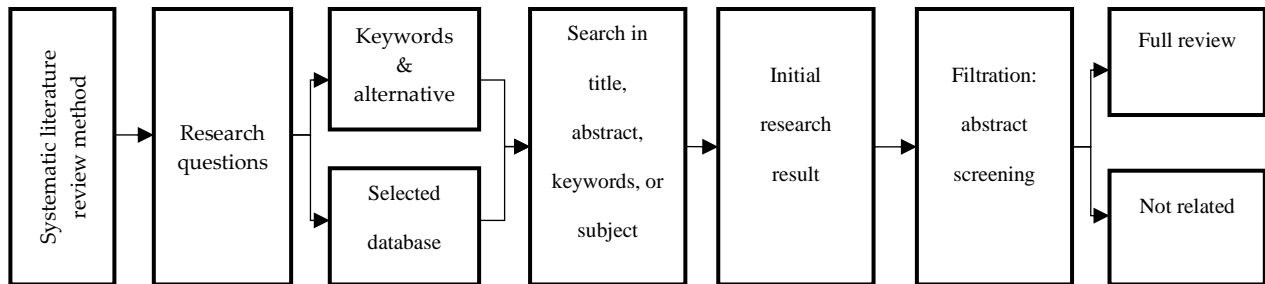 Systematic literature
review method
Research
questions
Keywords
&
alternative
Selected
database
Search in
title,
abstract,
keywords, or
subject
Initial
research
result
Filtration:
abstract
screening
Full review
Not related